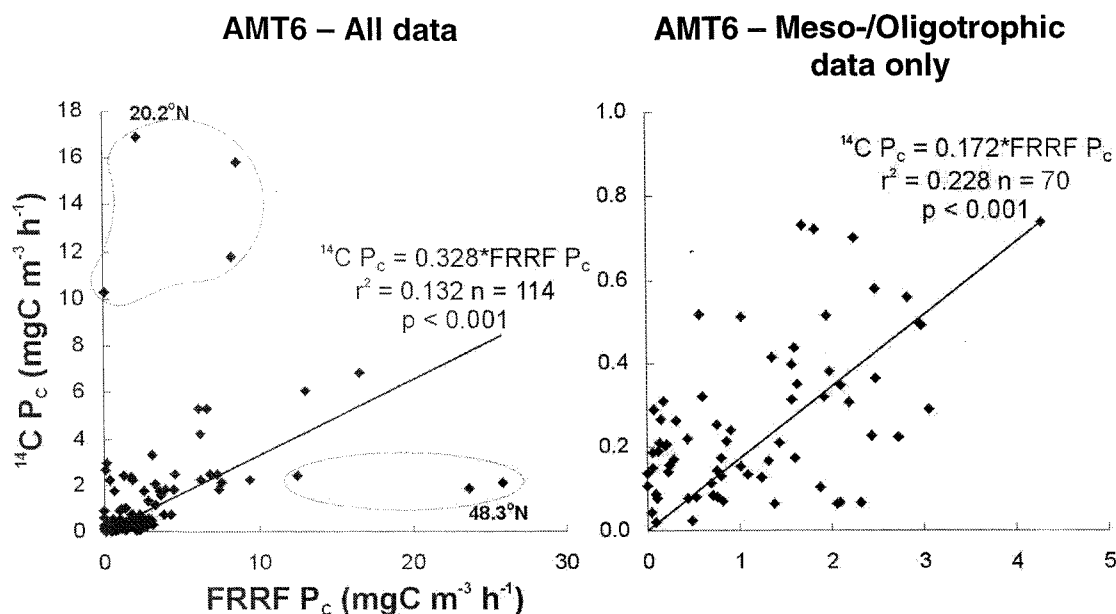 AMT6 – All data
18
16
14
12
10
8
6
4
2
0
20.2°N
¹⁴C Pc = 0.328*FRRF Pc
r² = 0.132 n = 114
p < 0.001
48.3°N
0 10 20 30
¹⁴C Pc (mgC m⁻³ h⁻¹)
FRRF Pc (mgC m⁻³ h⁻¹)
AMT6 – Meso-/Oligotrophic
data only
1.0
0.8
0.6
0.4
0.2
0.0
¹⁴C Pc = 0.172*FRRF Pc
r² = 0.228 n = 70
p < 0.001
0 1 2 3 4 5